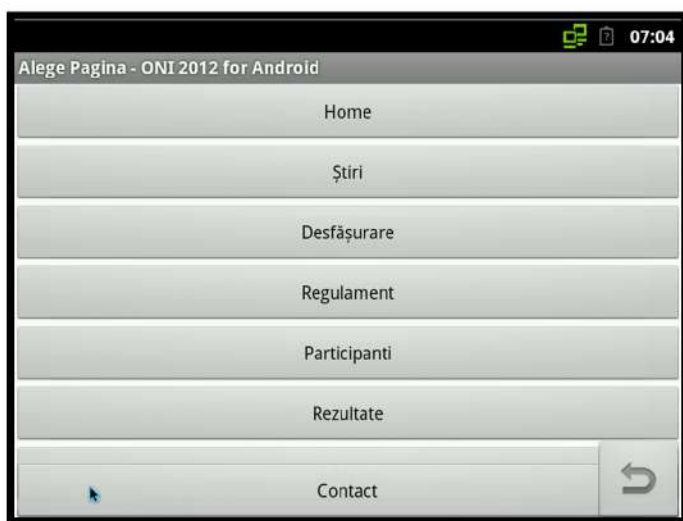 07:04
Alege Pagina - ONI 2012 for Android
Home
Știri
Desfășurare
Regulament
Participanti
Rezultate
Contact